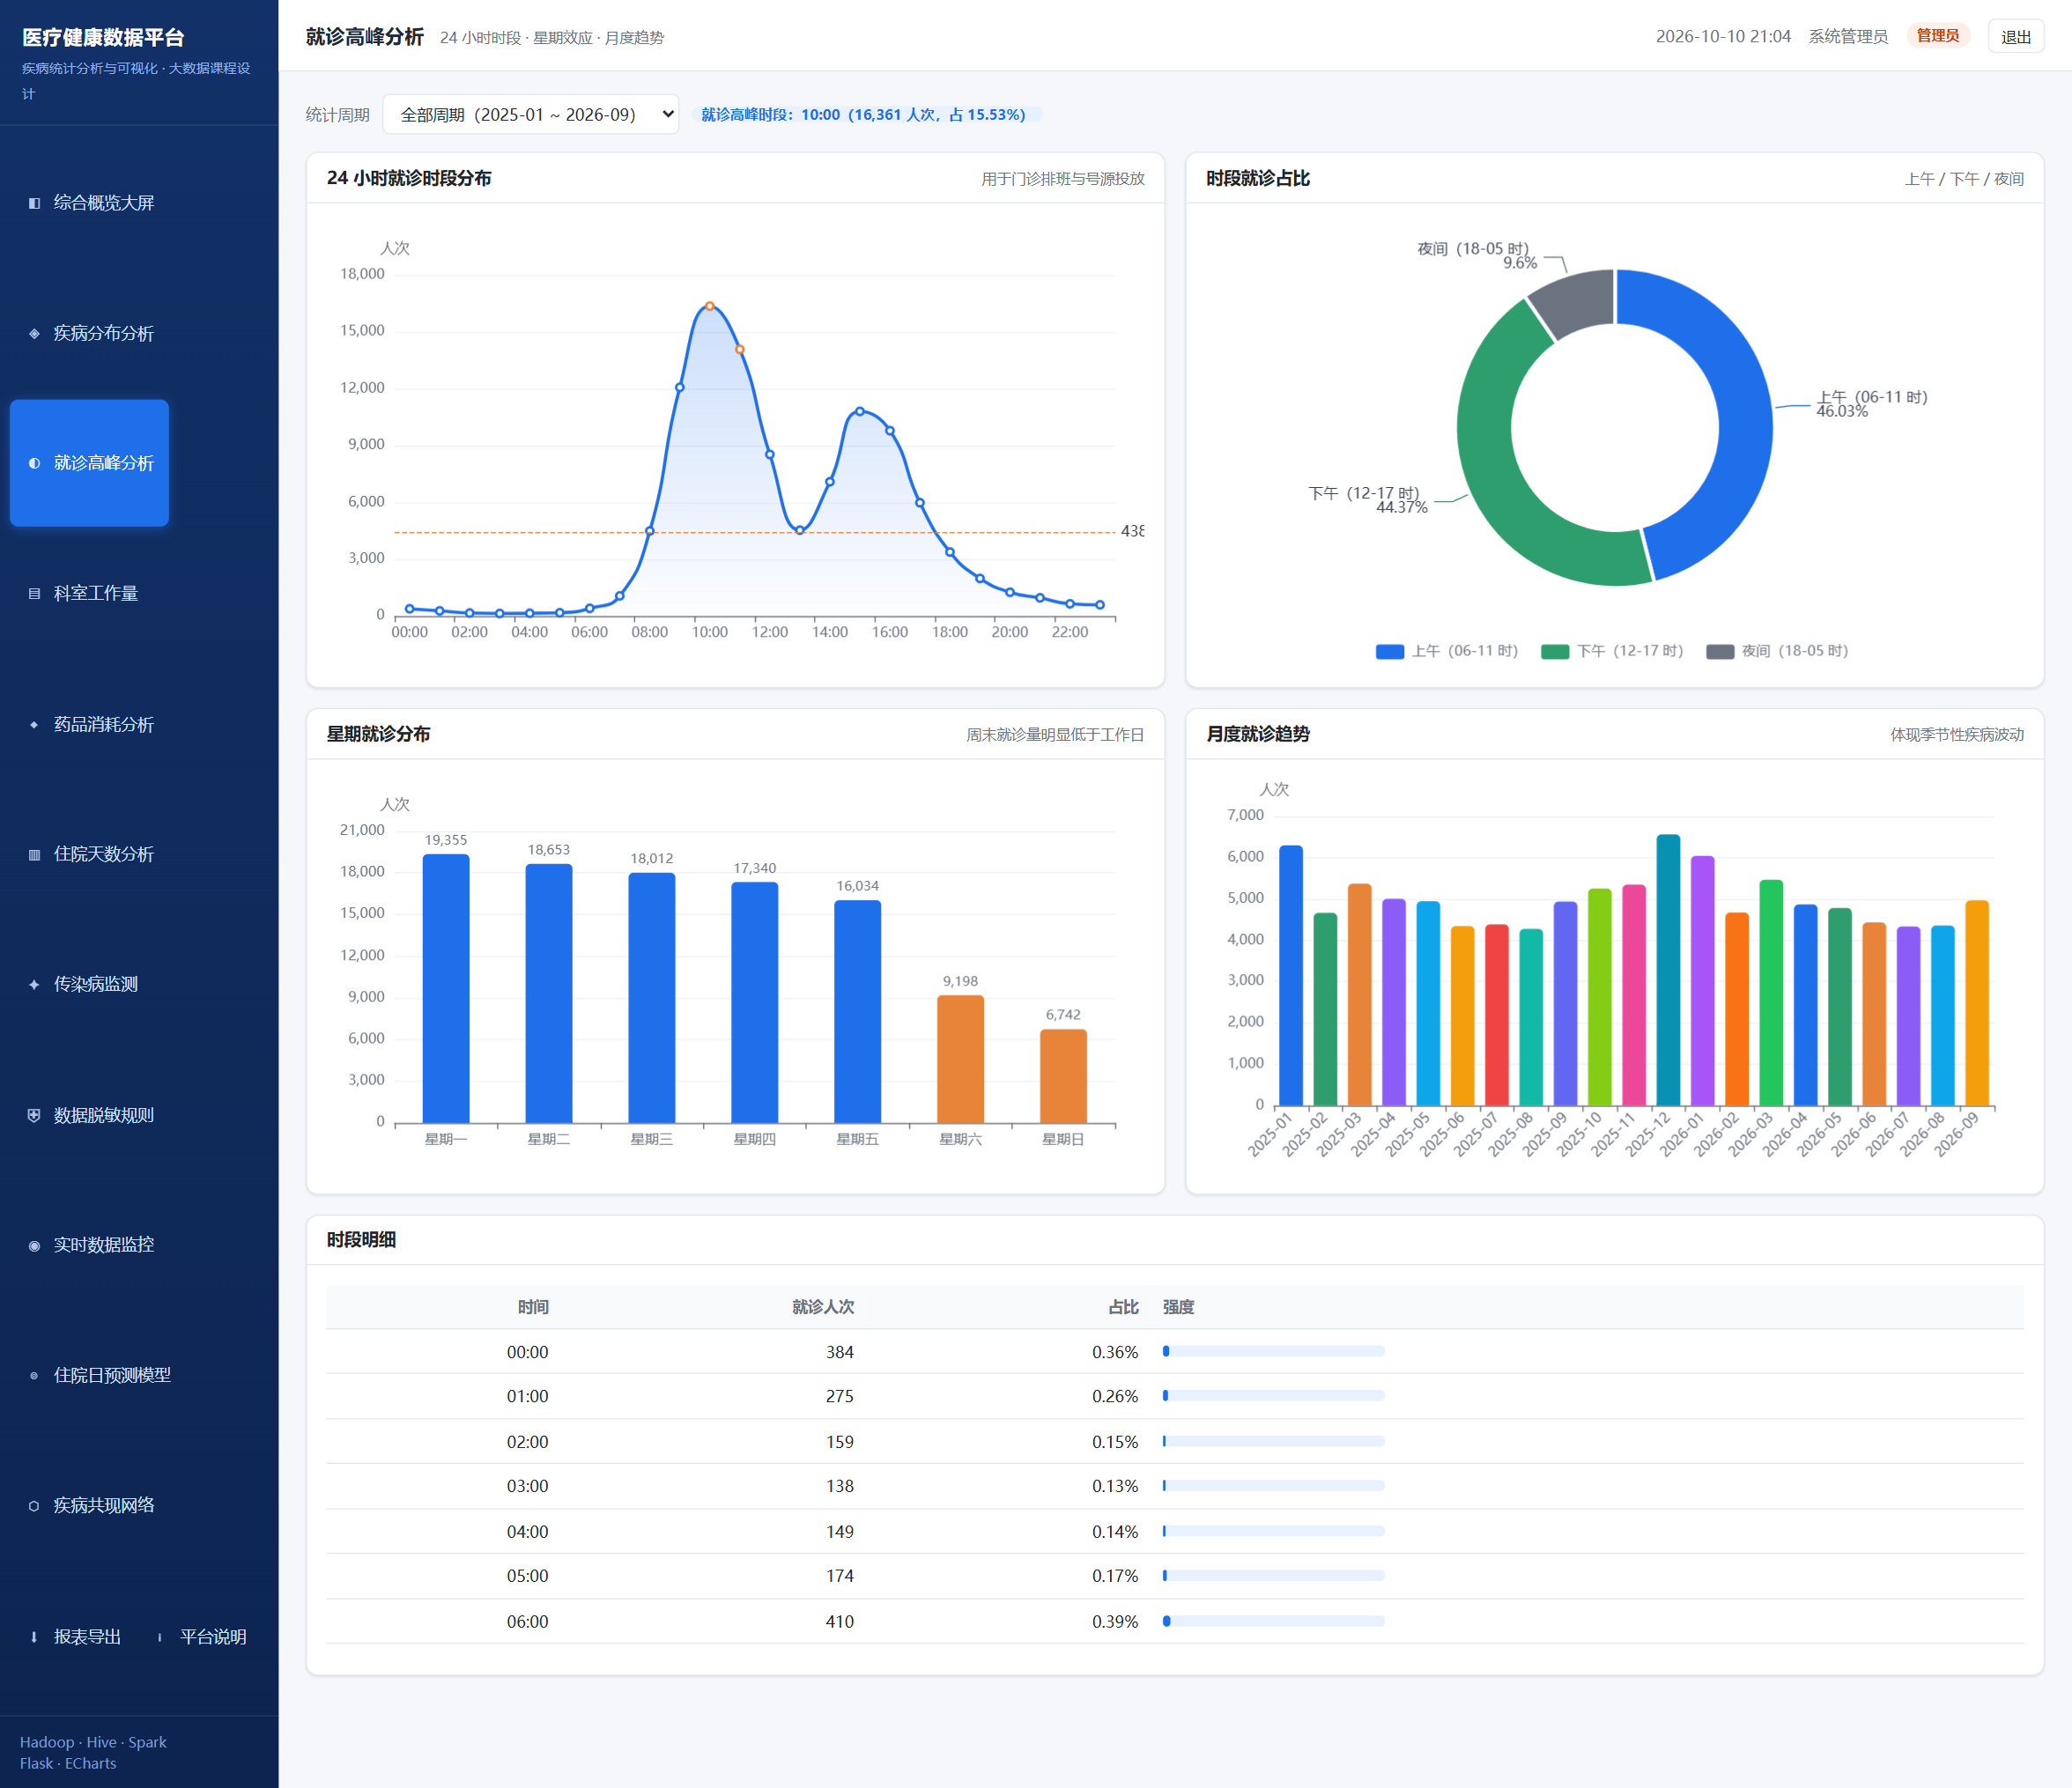 医疗健康数据平台
疾病统计分析与可视化 · 大数据课程设
计
综合概览大屏
疾病分布分析
就诊高峰分析
科室工作量
药品消耗分析
住院天数分析
传染病监测
数据脱敏规则
实时数据监控
住院日预测模型
疾病共现网络
报表导出
平台说明
Hadoop · Hive · Spark
Flask · ECharts
就诊高峰分析 24 小时时段 · 星期效应 · 月度趋势
2026-10-10 21:04 系统管理员 管理员 退出
统计周期 全部周期（2025-01 ~ 2026-09） 就诊高峰时段：10:00（16,361 人次，占 15.53%）
24 小时就诊时段分布 用于门诊排班与号源投放
人次
18,000
15,000
12,000
9,000
6,000
3,000
0
438
00:00 02:00 04:00 06:00 08:00 10:00 12:00 14:00 16:00 18:00 20:00 22:00
时段就诊占比 上午 / 下午 / 夜间
夜间（18-05 时）
9.6%
上午（06-11 时）
46.03%
下午（12-17 时）
44.37%
上午（06-11 时） 下午（12-17 时） 夜间（18-05 时）
星期就诊分布 周末就诊量明显低于工作日
人次
21,000
18,000
15,000
12,000
9,000
6,000
3,000
0
19,355
18,653
18,012
17,340
16,034
9,198
6,742
星期一 星期二 星期三 星期四 星期五 星期六 星期日
月度就诊趋势 体现季节性疾病波动
人次
7,000
6,000
5,000
4,000
3,000
2,000
1,000
0
2025-01 2025-02 2025-03 2025-04 2025-05 2025-06 2025-07 2025-08 2025-09 2025-10 2025-11 2025-12 2026-01 2026-02 2026-03 2026-04 2026-05 2026-06 2026-07 2026-08 2026-09
时段明细
时间 就诊人次 占比 强度
00:00 384 0.36%
01:00 275 0.26%
02:00 159 0.15%
03:00 138 0.13%
04:00 149 0.14%
05:00 174 0.17%
06:00 410 0.39%